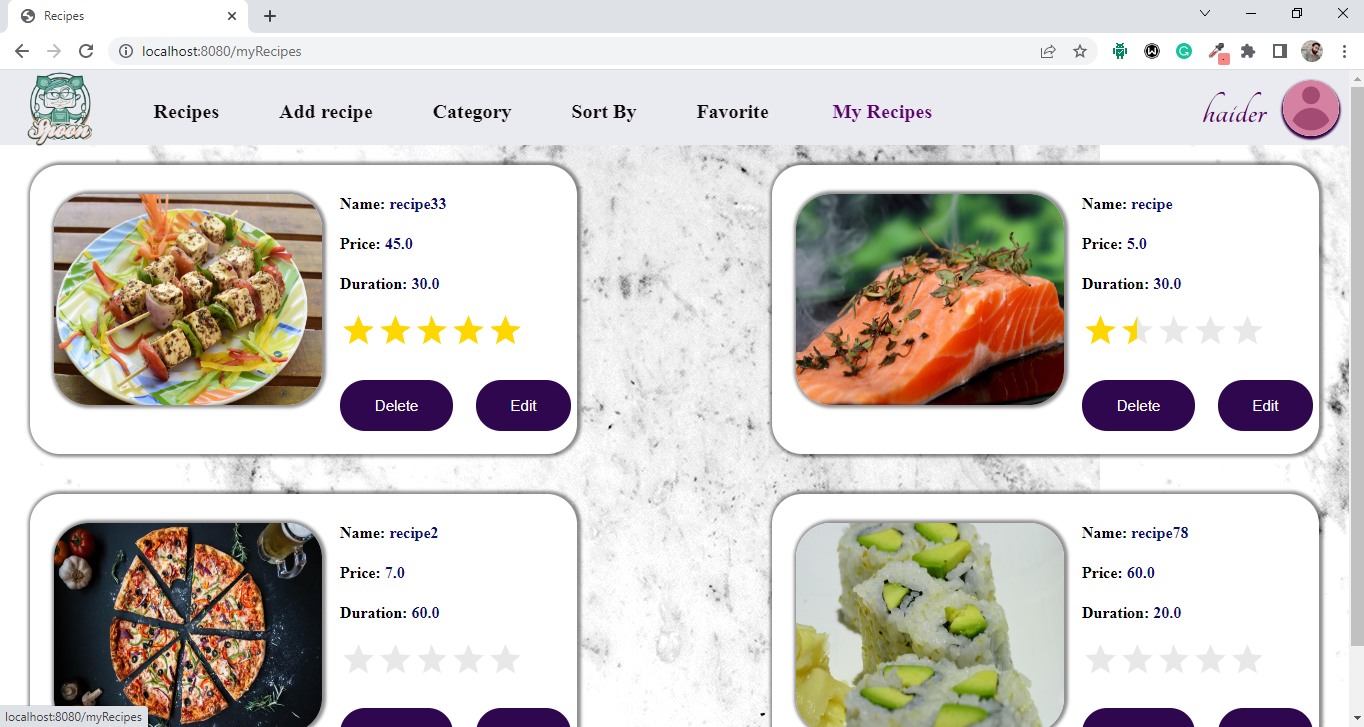 Recipes
localhost:8080/myRecipes
Spoon
Recipes
Add recipe
Category
Sort By
Favorite
My Recipes
haider
Name: recipe33
Price: 45.0
Duration: 30.0
Delete
Edit
Name: recipe
Price: 5.0
Duration: 30.0
Delete
Edit
Name: recipe2
Price: 7.0
Duration: 60.0
Name: recipe78
Price: 60.0
Duration: 20.0
localhost:8080/myRecipes